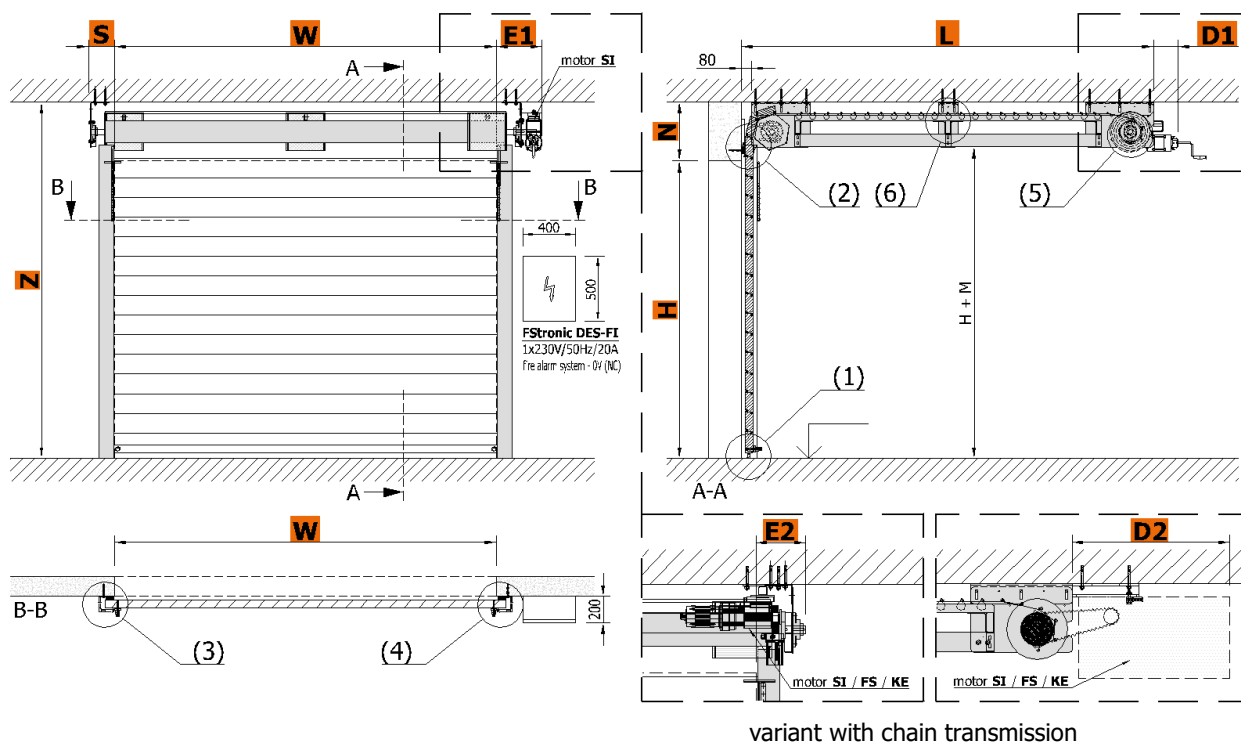 S
W
E1
motor SI
A
B
B
Z
400
500
FStronic DES-FI
1x230V/50Hz/20A
fire alarm system - 0V (NC)
A
W
B-B
200
(3)
(4)
L
D1
80
N
(2)
(6)
(5)
H
H + M
(1)
A-A
E2
motor SI / FS / KE
D2
motor SI / FS / KE
variant with chain transmission